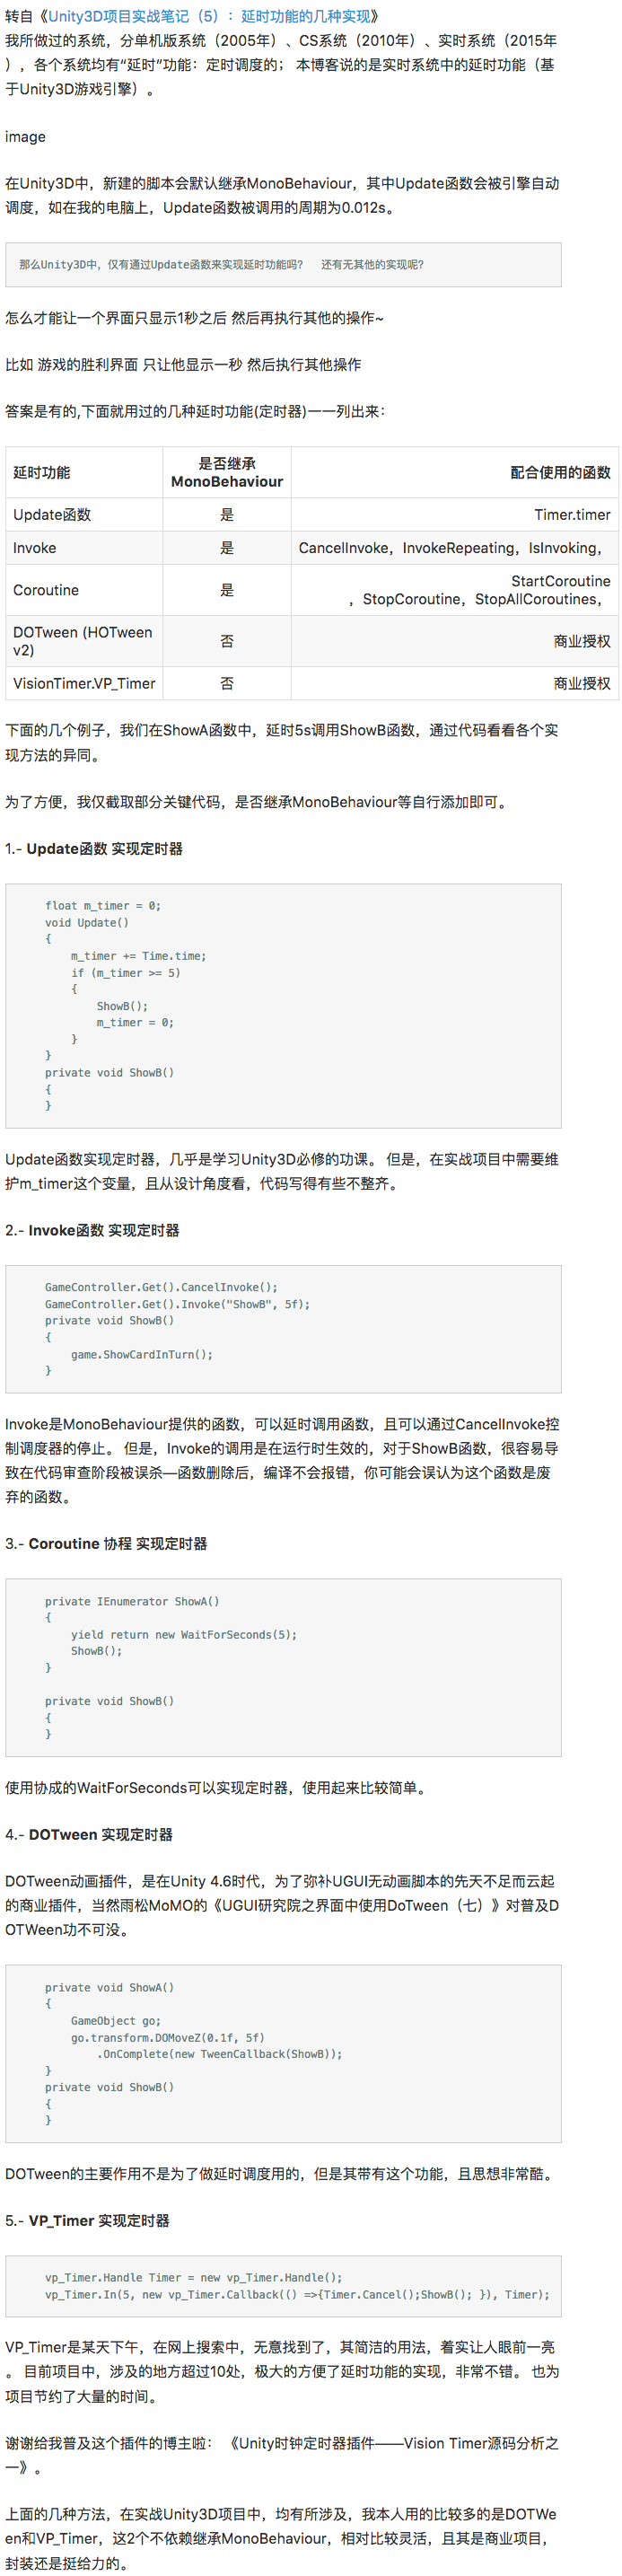 转自《Unity3D项目实战笔记（5）：延时功能的几种实现》
我所做过的系统，分单机版系统（2005年）、CS系统（2010年）、实时系统（2015年
），各个系统均有“延时”功能：定时调度的； 本博客说的是实时系统中的延时功能（基
于Unity3D游戏引擎）。
image
在Unity3D中，新建的脚本会默认继承MonoBehaviour，其中Update函数会被引擎自动
调度，如在我的电脑上，Update函数被调用的周期为0.012s。
那么Unity3D中，仅有通过Update函数来实现延时功能吗？ 还有无其他的实现呢？
怎么才能让一个界面只显示1秒之后 然后再执行其他的操作~
比如 游戏的胜利界面 只让他显示一秒 然后执行其他操作
答案是有的,下面就用过的几种延时功能(定时器)一一列出来：
延时功能 是否继承 配合使用的函数
MonoBehaviour
Update函数 是 Timer.timer
Invoke 是 CancelInvoke，InvokeRepeating，IsInvoking，
Coroutine 是 StartCoroutine
，StopCoroutine，StopAllCoroutines，
DOTween (HOTween 否 商业授权
v2)
VisionTimer.VP_Timer 否 商业授权
下面的几个例子，我们在ShowA函数中，延时5s调用ShowB函数，通过代码看看各个实
现方法的异同。
为了方便，我仅截取部分关键代码，是否继承MonoBehaviour等自行添加即可。
1.- Update函数 实现定时器
float m_timer = 0;
void Update()
{
m_timer += Time.time;
if (m_timer >= 5)
{
ShowB();
m_timer = 0;
}
}
private void ShowB()
{
}
Update函数实现定时器，几乎是学习Unity3D必修的功课。 但是，在实战项目中需要维
护m_timer这个变量，且从设计角度看，代码写得有些不整齐。
2.- Invoke函数 实现定时器
GameController.Get().CancelInvoke();
GameController.Get().Invoke("ShowB", 5f);
private void ShowB()
{
game.ShowCardInTurn();
}
Invoke是MonoBehaviour提供的函数，可以延时调用函数，且可以通过CancelInvoke控
制调度器的停止。 但是，Invoke的调用是在运行时生效的，对于ShowB函数，很容易导
致在代码审查阶段被误杀—函数删除后，编译不会报错，你可能会误认为这个函数是废
弃的函数。
3.- Coroutine 协程 实现定时器
private IEnumerator ShowA()
{
yield return new WaitForSeconds(5);
ShowB();
}
private void ShowB()
{
}
使用协成的WaitForSeconds可以实现定时器，使用起来比较简单。
4.- DOTween 实现定时器
DOTween动画插件，是在Unity 4.6时代，为了弥补UGUI无动画脚本的先天不足而云起
的商业插件，当然雨松MoMO的《UGUI研究院之界面中使用DoTween（七）》对普及D
OTWeen功不可没。
private void ShowA()
{
GameObject go;
go.transform.DOMoveZ(0.1f, 5f)
.OnComplete(new TweenCallback(ShowB));
}
private void ShowB()
{
}
DOTween的主要作用不是为了做延时调度用的，但是其带有这个功能，且思想非常酷。
5.- VP_Timer 实现定时器
vp_Timer.Handle Timer = new vp_Timer.Handle();
vp_Timer.In(5, new vp_Timer.Callback(() =>{Timer.Cancel();ShowB(); }), Timer);
VP_Timer是某天下午，在网上搜索中，无意找到了，其简洁的用法，着实让人眼前一亮
。 目前项目中，涉及的地方超过10处，极大的方便了延时功能的实现，非常不错。 也为
项目节约了大量的时间。
谢谢给我普及这个插件的博主啦： 《Unity时钟定时器插件——Vision Timer源码分析之
一》。
上面的几种方法，在实战Unity3D项目中，均有所涉及，我本人用的比较多的是DOTWe
en和VP_Timer，这2个不依赖继承MonoBehaviour，相对比较灵活，且其是商业项目，
封装还是挺给力的。